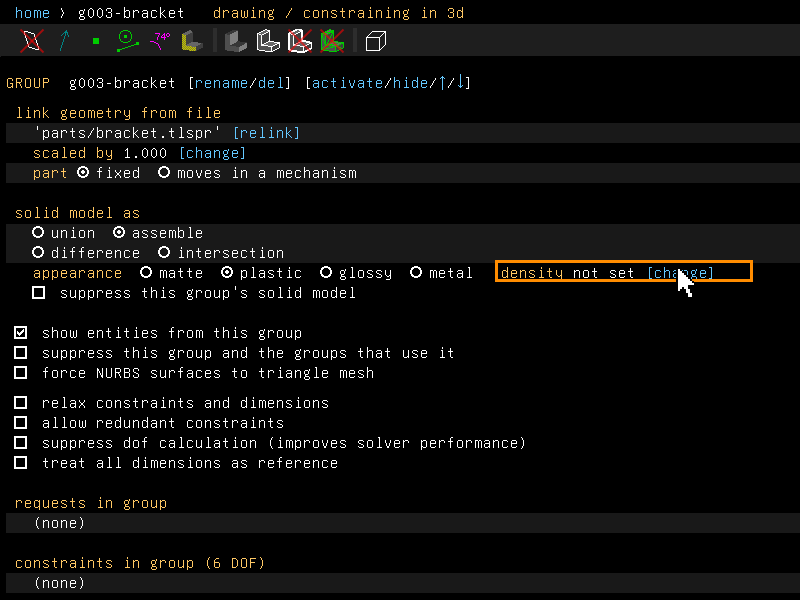 home 〉 g003-bracket drawing / constraining in 3d
74º
GROUP g003-bracket [rename/del] [activate/hide/↑/↓]
link geometry from file
'parts/bracket.tlspr' [relink]
scaled by 1.000 [change]
part fixed moves in a mechanism
solid model as
union assemble
difference intersection
appearance matte plastic glossy metal density not set [change]
suppress this group's solid model
show entities from this group
suppress this group and the groups that use it
force NURBS surfaces to triangle mesh
relax constraints and dimensions
allow redundant constraints
suppress dof calculation (improves solver performance)
treat all dimensions as reference
requests in group
(none)
constraints in group (6 DOF)
(none)